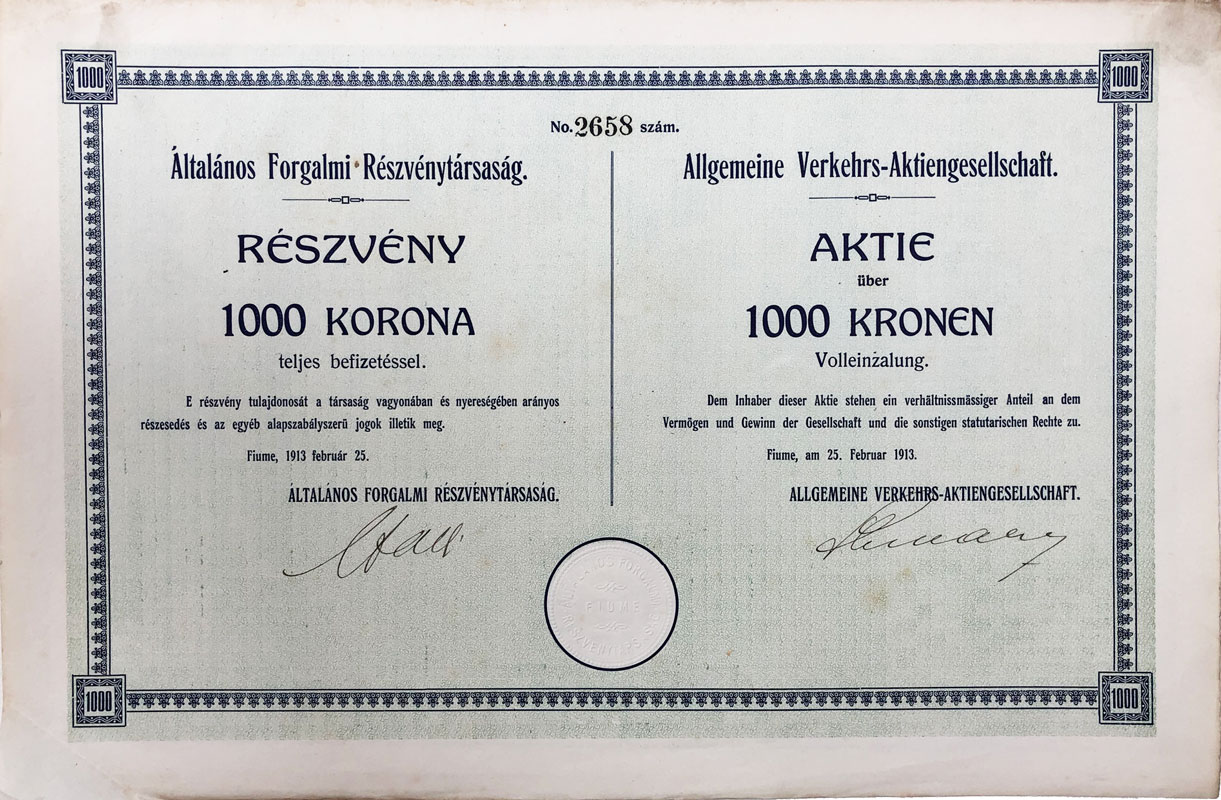 1000
1000
No. 2658 szám.
Általános Forgalmi Részvénytársaság.
RÉSZVÉNY
1000 KORONA
teljes befizetéssel.
E részvény tulajdonosát a társaság vagyonában és nyereségében arányos
részesedés és az egyéb alapszabályszerű jogok illetik meg.
Fiume, 1913 február 25.
ÁLTALÁNOS FORGALMI RÉSZVÉNYTÁRSASÁG.
Allgemeine Verkehrs-Aktiengesellschaft.
AKTIE
über
1000 KRONEN
Volleinzalung.
Dem Inhaber dieser Aktie stehen ein verhältnissmässiger Anteil an dem
Vermögen und Gewinn der Gesellschaft und die sonstigen statutarischen Rechte zu.
Fiume, am 25. Februar 1913.
ALLGEMEINE VERKEHRS-AKTIENGESELLSCHAFT.
FIUME
1000
1000